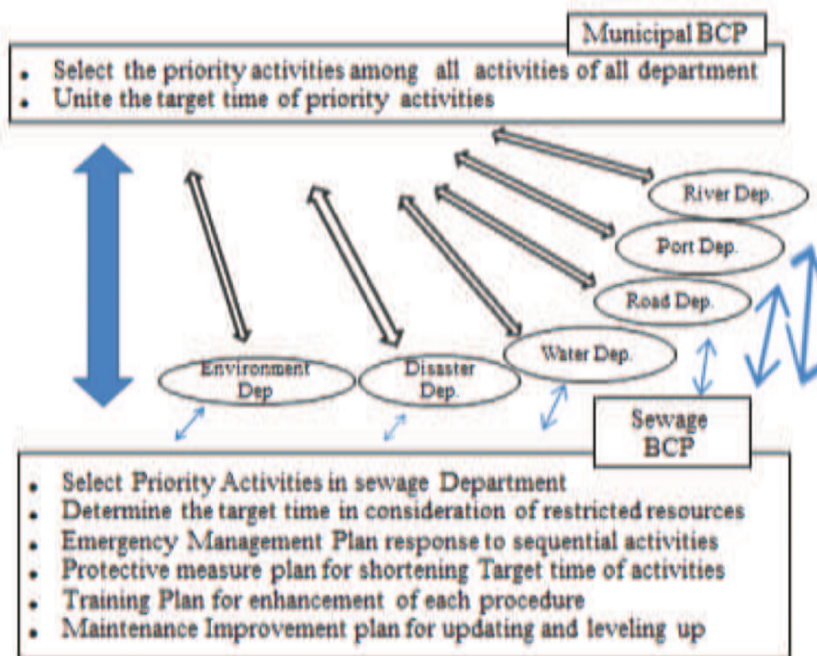 Municipal BCP
• Select the priority activities among all activities of all department
• Unite the target time of priority activities
River Dep.
Port Dep.
Road Dep.
Water Dep.
Environment
Dep
Disaster
Dep.
Sewage
BCP
• Select Priority Activities in sewage Department
• Determine the target time in consideration of restricted resources
• Emergency Management Plan response to sequential activities
• Protective measure plan for shortening Target time of activities
• Training Plan for enhancement of each procedure
• Maintenance Improvement plan for updating and leveling up